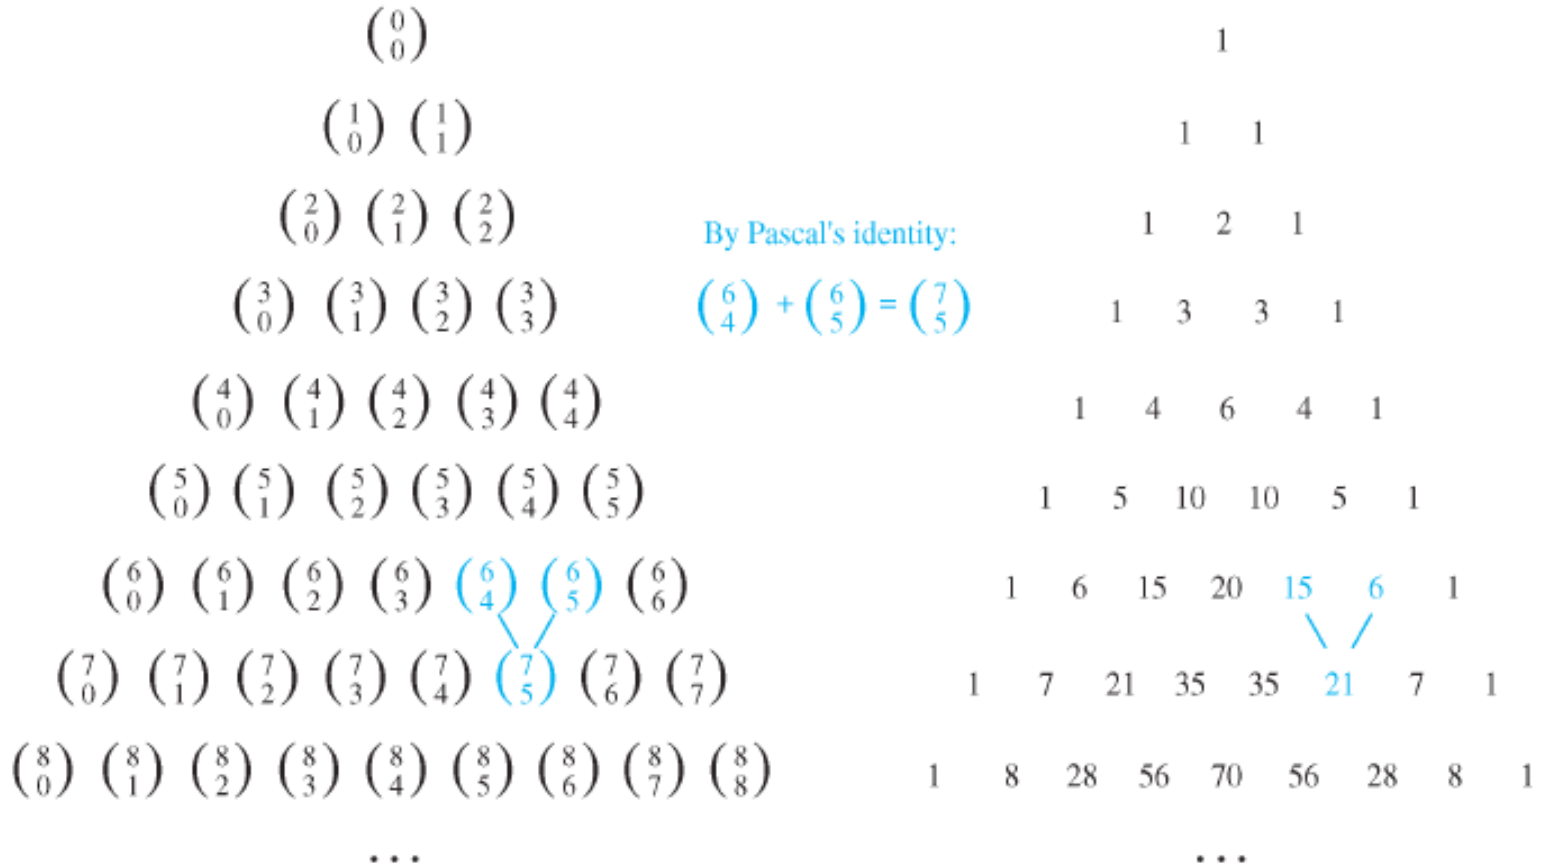 (0 0) 1
(1 0) (1 1) 1 1
(2 0) (2 1) (2 2) 1 2 1
By Pascal's identity:
(3 0) (3 1) (3 2) (3 3) (6 4) + (6 5) = (7 5) 1 3 3 1
(4 0) (4 1) (4 2) (4 3) (4 4) 1 4 6 4 1
(5 0) (5 1) (5 2) (5 3) (5 4) (5 5) 1 5 10 10 5 1
(6 0) (6 1) (6 2) (6 3) (6 4) (6 5) (6 6) 1 6 15 20 15 6 1
(7 0) (7 1) (7 2) (7 3) (7 4) (7 5) (7 6) (7 7) 1 7 21 35 35 21 7 1
(8 0) (8 1) (8 2) (8 3) (8 4) (8 5) (8 6) (8 7) (8 8) 1 8 28 56 70 56 28 8 1
... ...